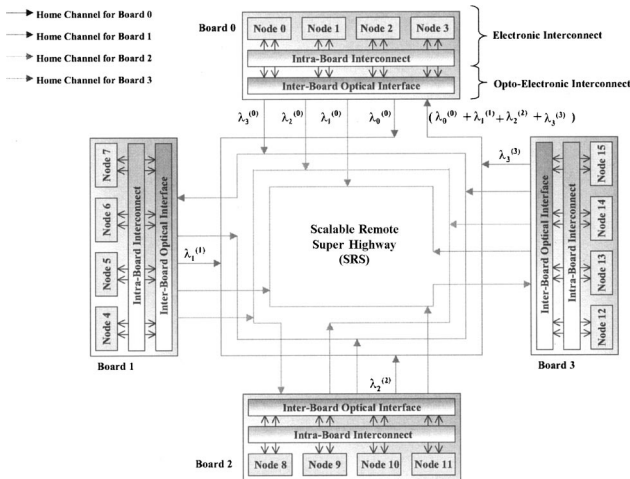 Home Channel for Board 0
Home Channel for Board 1
Home Channel for Board 2
Home Channel for Board 3
Board 0
Node 0 Node 1 Node 2 Node 3
Intra-Board Interconnect
Inter-Board Optical Interface
Electronic Interconnect
Opto-Electronic Interconnect
λ₃⁽⁰⁾ λ₂⁽⁰⁾ λ₁⁽⁰⁾ λ₀⁽⁰⁾ (λ₀⁽⁰⁾ + λ₁⁽¹⁾ + λ₂⁽²⁾ + λ₃⁽³⁾)
Node 7
Node 6
Node 5
Node 4
Intra-Board Interconnect
Inter-Board Optical Interface
Board 1
λ₁⁽¹⁾
Scalable Remote
Super Highway
(SRS)
λ₃⁽³⁾
Inter-Board Optical Interface
Intra-Board Interconnect
Node 15
Node 14
Node 13
Node 12
Board 3
λ₂⁽²⁾
Inter-Board Optical Interface
Intra-Board Interconnect
Board 2
Node 8 Node 9 Node 10 Node 11